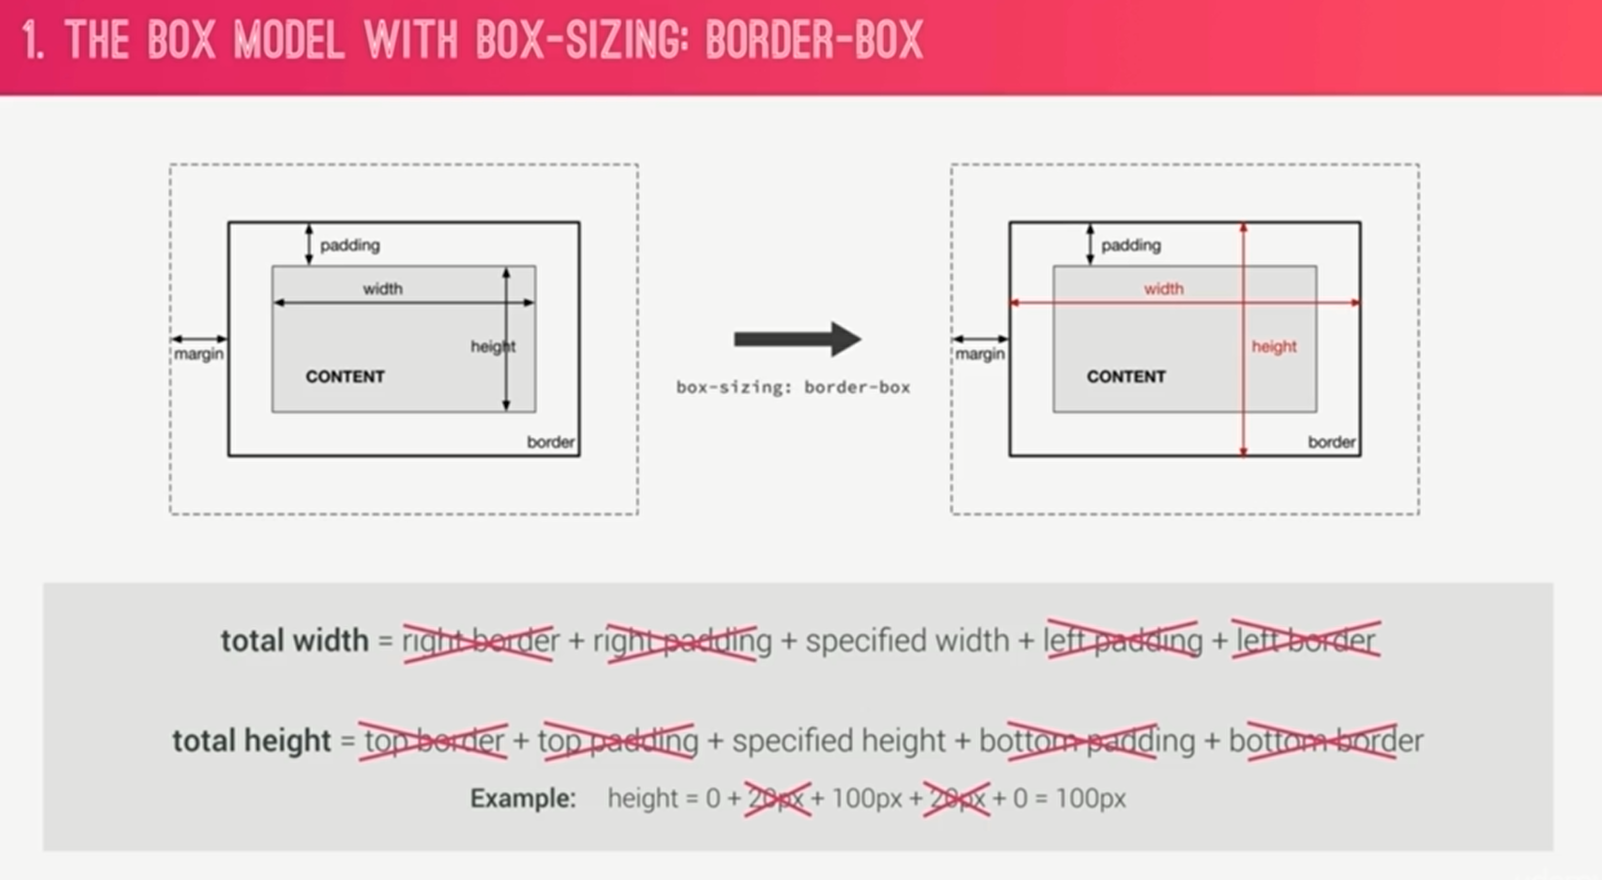 1. THE BOX MODEL WITH BOX-SIZING: BORDER-BOX
padding
width
height
margin
CONTENT
border
box-sizing: border-box
padding
width
height
margin
CONTENT
border
total width = right border + right padding + specified width + left padding + left border
total height = top border + top padding + specified height + bottom padding + bottom border
Example: height = 0 + 20px + 100px + 20px + 0 = 100px